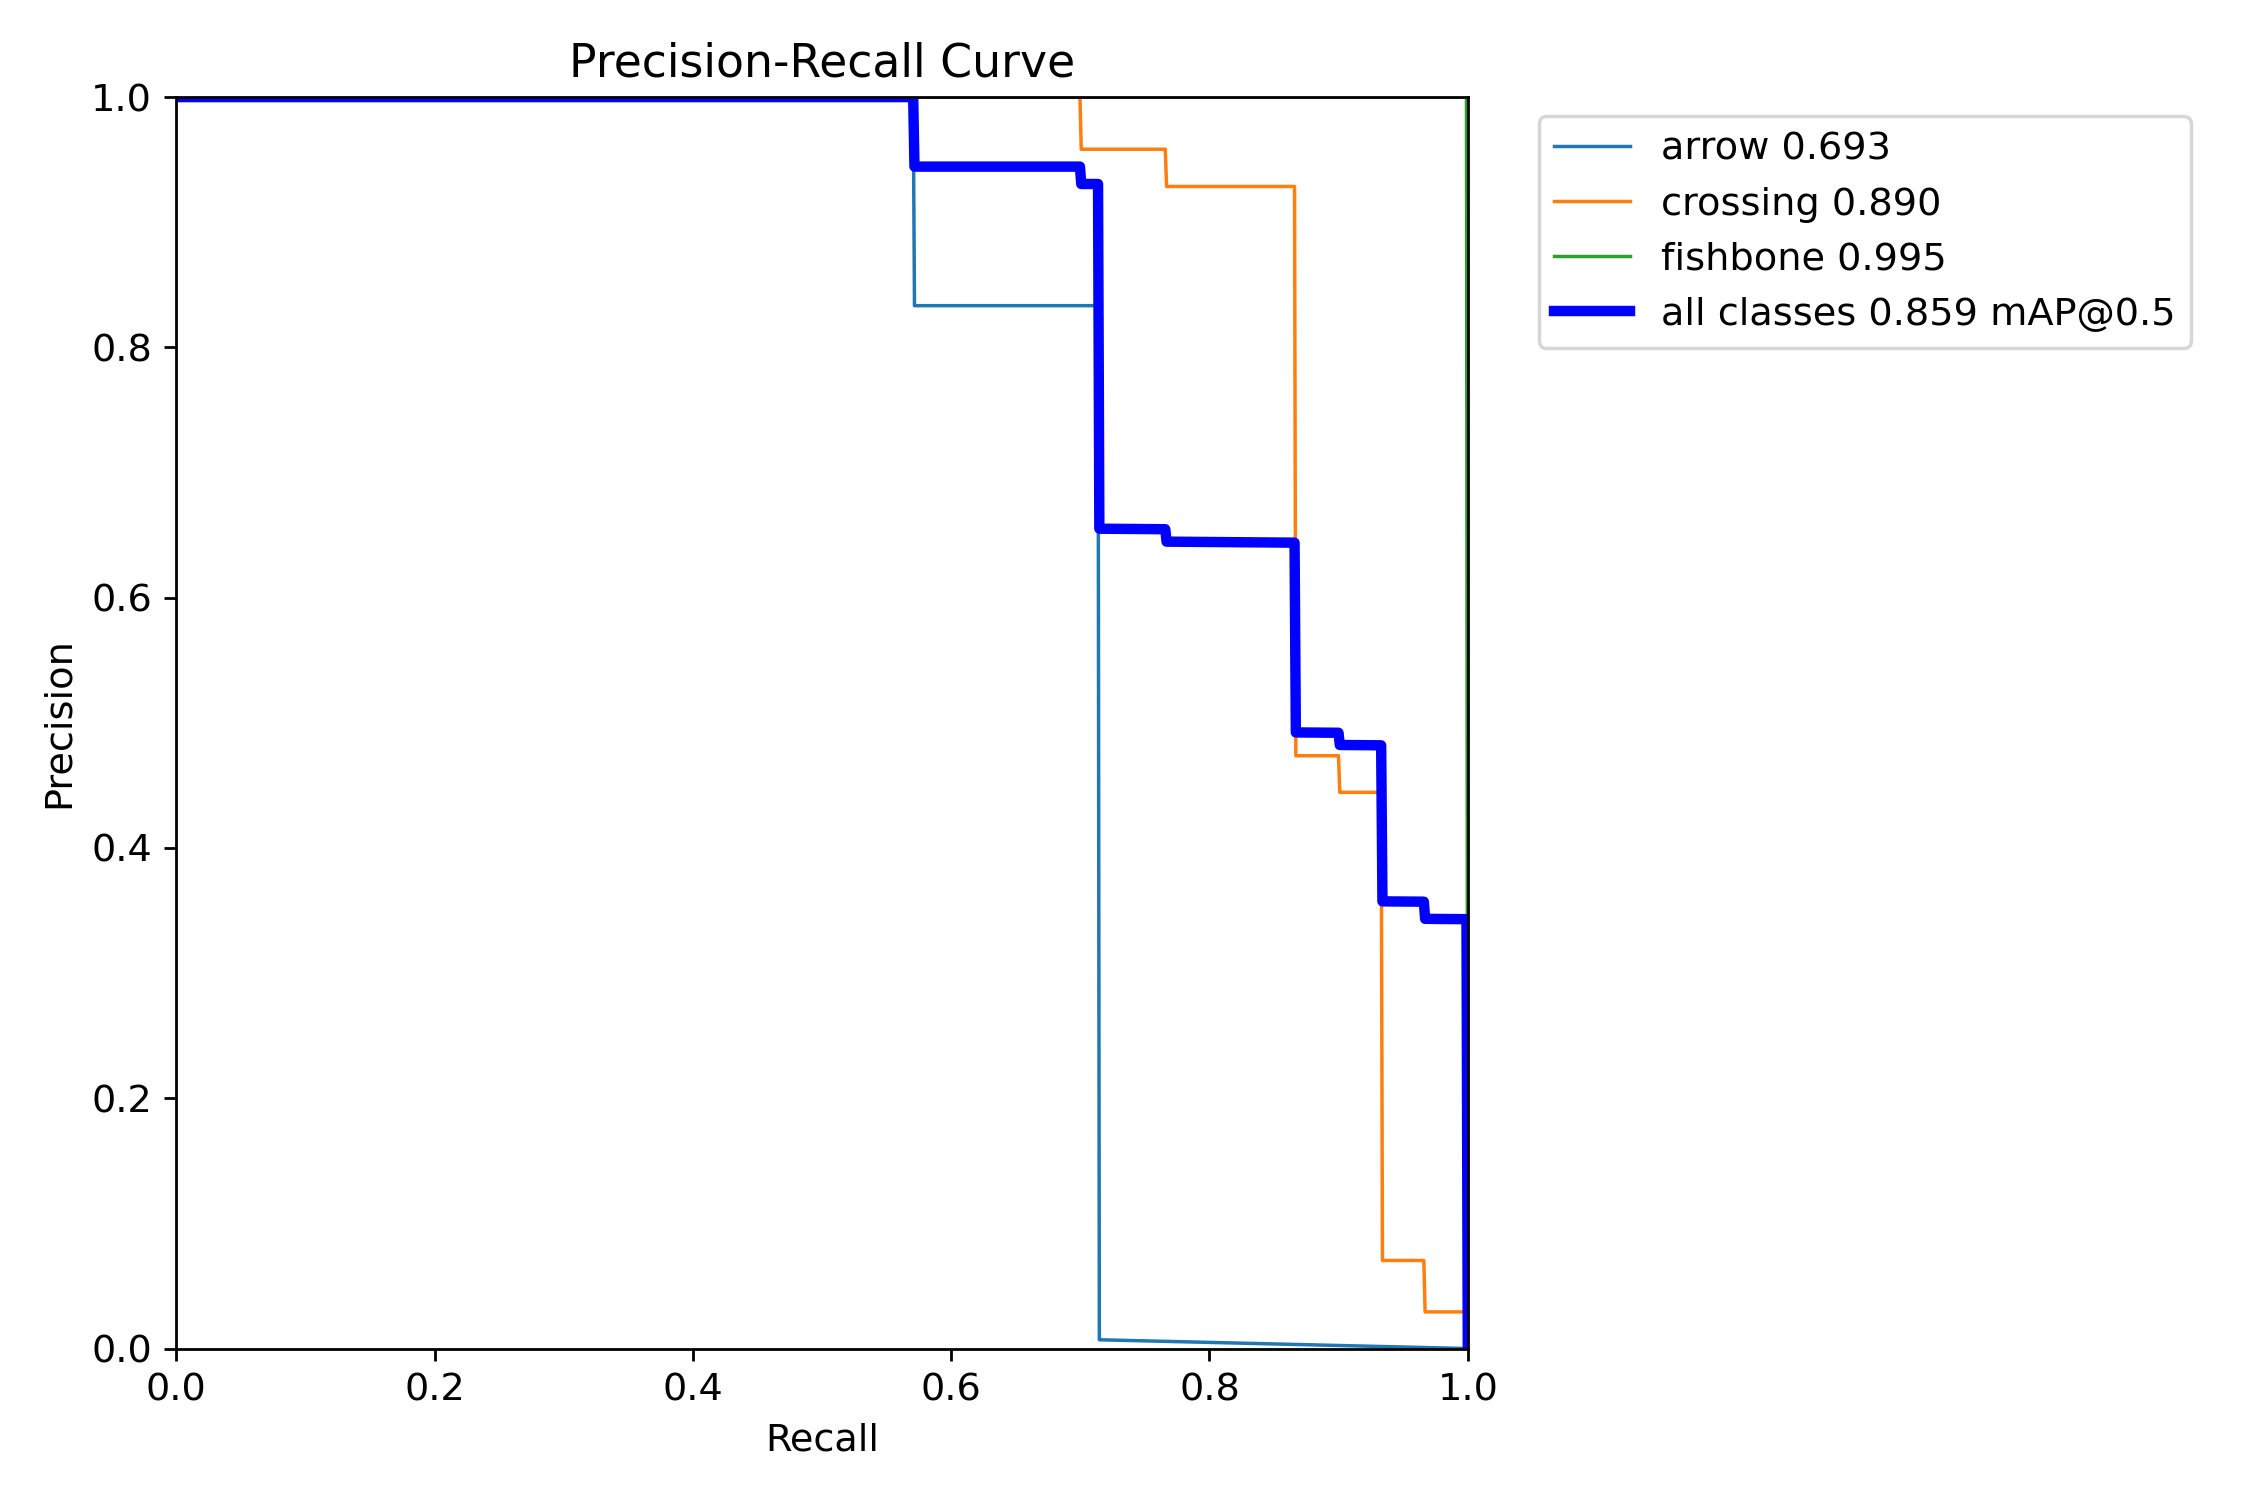 Precision-Recall Curve
1.0
0.8
0.6
0.4
0.2
0.0
Precision
0.0 0.2 0.4 0.6 0.8 1.0
Recall
arrow 0.693
crossing 0.890
fishbone 0.995
all classes 0.859 mAP@0.5